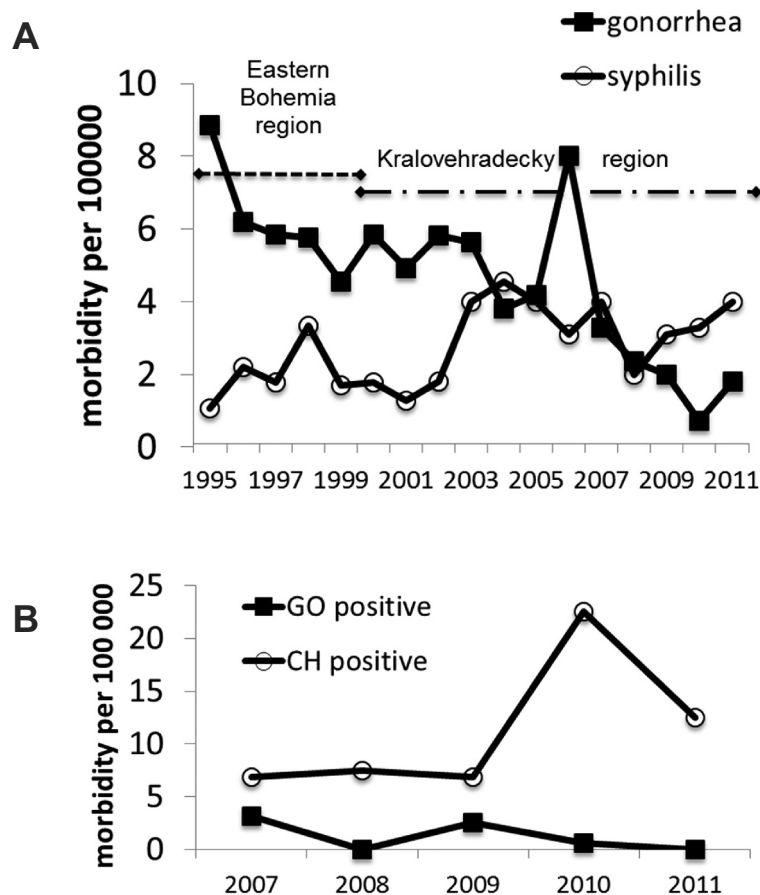 A
gonorrhea
syphilis
Eastern
Bohemia
region
Kralovehradecky region
morbidity per 100000
10
8
6
4
2
0
1995 1997 1999 2001 2003 2005 2007 2009 2011
B
GO positive
CH positive
morbidity per 100 000
25
20
15
10
5
0
2007 2008 2009 2010 2011